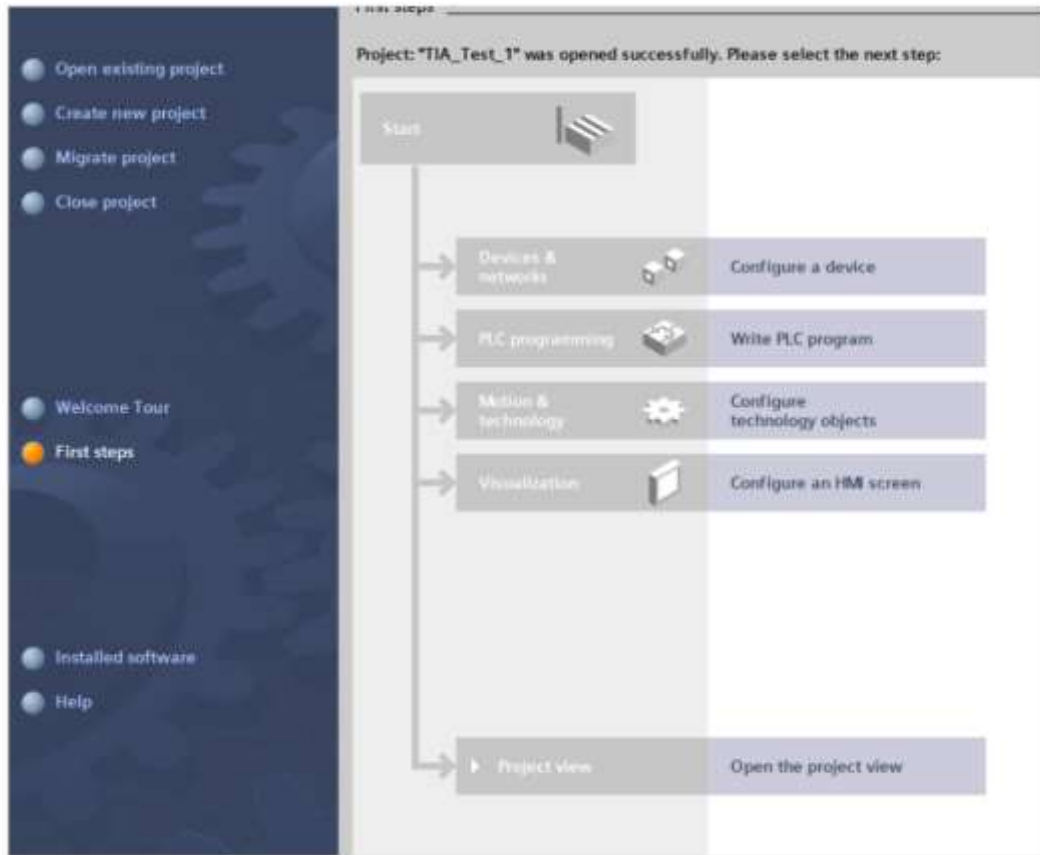 First steps
Project: "TIA_Test_1" was opened successfully. Please select the next step:
Open existing project
Create new project
Migrate project
Close project
Welcome Tour
First steps
Installed software
Help
Start
Devices &
networks
Configure a device
PLC programming
Write PLC program
Motion &
technology
Configure
technology objects
Visualization
Configure an HMI screen
Project view
Open the project view